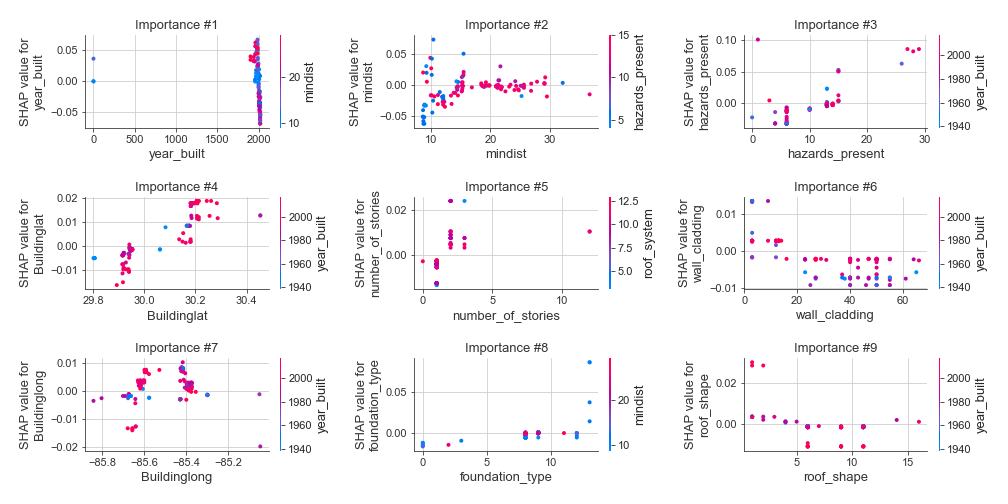 Importance #1
Importance #2
Importance #3
SHAP value for
year_built
0.05
0.00
−0.05
0
500
1000
1500
2000
year_built
20
10
mindist
SHAP value for
mindist
0.05
0.00
−0.05
10
20
30
mindist
15
10
5
hazards_present
SHAP value for
hazards_present
0.10
0.05
0.00
0
10
20
30
hazards_present
2000
1980
1960
1940
year_built
Importance #4
Importance #5
Importance #6
SHAP value for
Buildinglat
0.02
0.01
0.00
−0.01
29.8
30.0
30.2
30.4
Buildinglat
2000
1980
1960
1940
year_built
SHAP value for
number_of_stories
0.02
0.00
0
5
10
number_of_stories
12.5
10.0
7.5
5.0
roof_system
SHAP value for
wall_cladding
0.01
0.00
−0.01
0
20
40
60
wall_cladding
2000
1980
1960
1940
year_built
Importance #7
Importance #8
Importance #9
SHAP value for
Buildinglong
0.01
0.00
−0.01
−0.02
−85.8
−85.6
−85.4
−85.2
Buildinglong
2000
1980
1960
1940
year_built
SHAP value for
foundation_type
0.05
0.00
0
5
10
foundation_type
20
10
mindist
SHAP value for
roof_shape
0.02
0.00
5
10
15
roof_shape
2000
1980
1960
1940
year_built